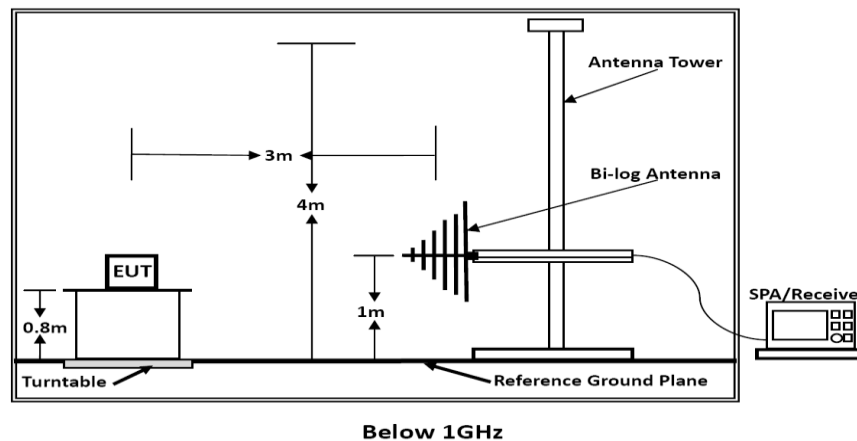 Antenna Tower
3m
Bi-log Antenna
4m
EUT
SPA/Receive
1m
0.8m
Turntable
Reference Ground Plane
Below 1GHz